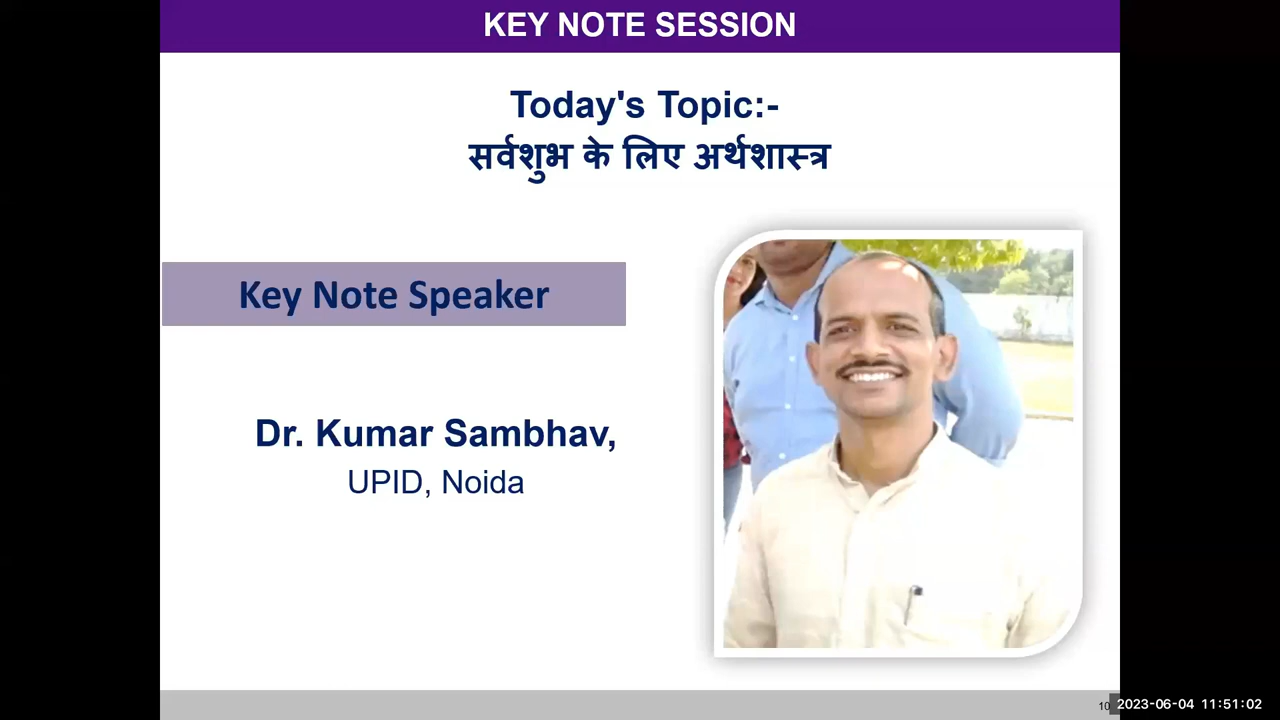 KEY NOTE SESSION
Today's Topic:-
सर्वशुभ के लिए अर्थशास्त्र
Key Note Speaker
Dr. Kumar Sambhav,
UPID, Noida
10
2023-06-04 11:51:02